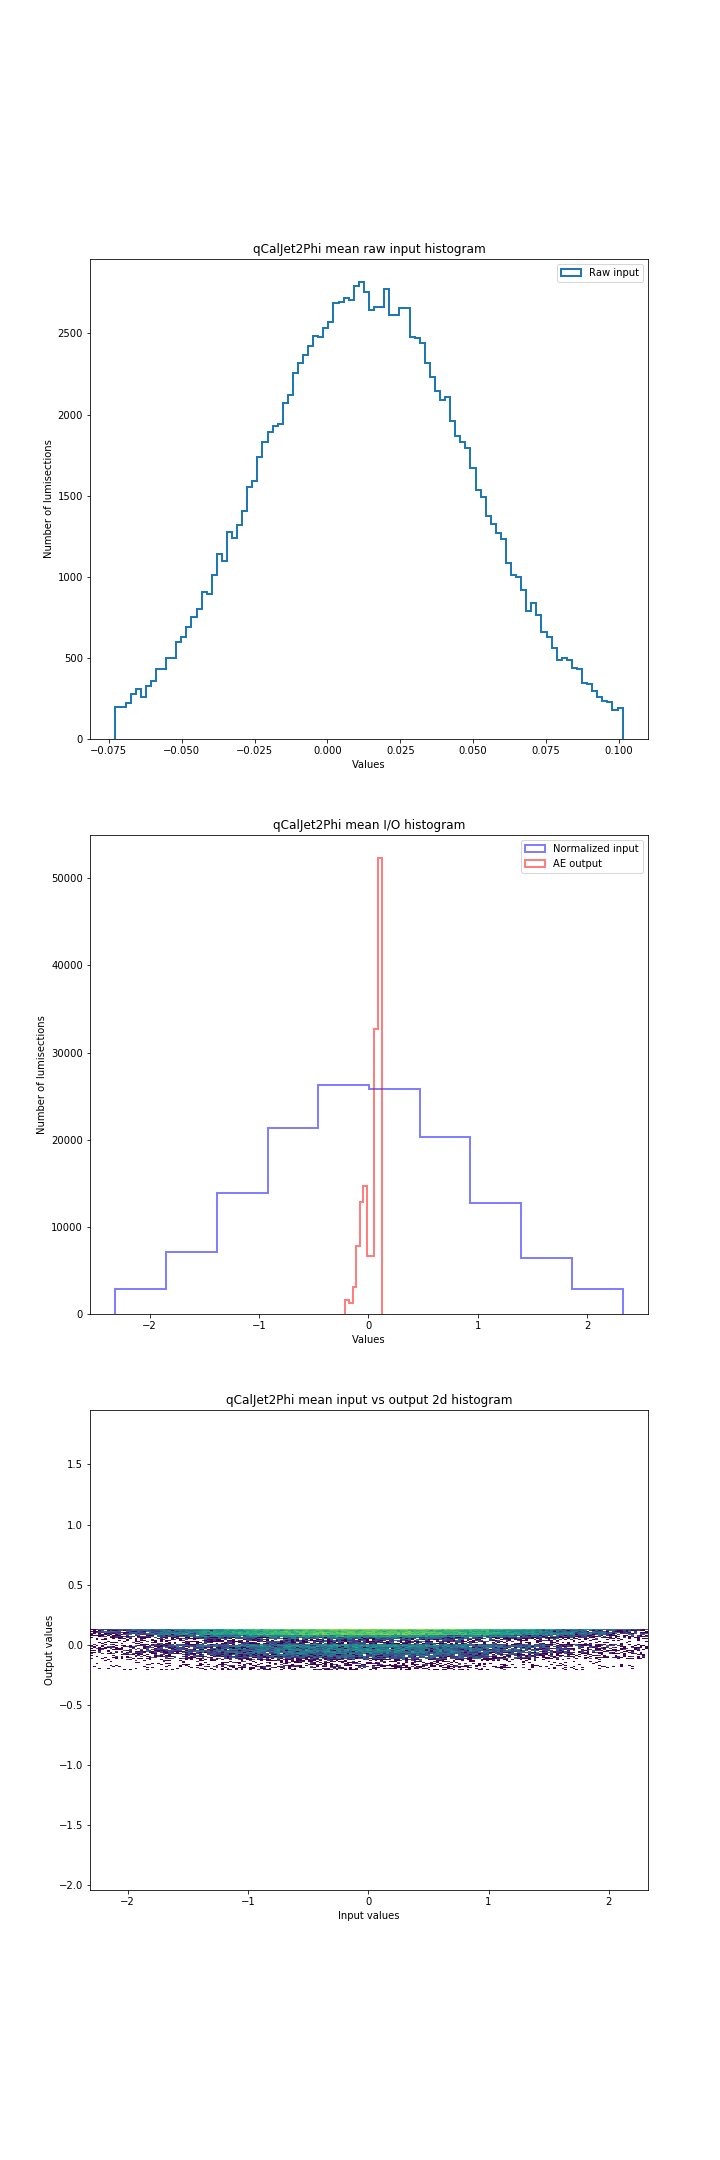 qCalJet2Phi mean raw input histogram
Raw input
Number of lumisections
2500
2000
1500
1000
500
0
−0.075 −0.050 −0.025 0.000 0.025 0.050 0.075 0.100
Values
qCalJet2Phi mean I/O histogram
Normalized input
AE output
Number of lumisections
50000
40000
30000
20000
10000
0
−2 −1 0 1 2
Values
qCalJet2Phi mean input vs output 2d histogram
Output values
1.5
1.0
0.5
0.0
−0.5
−1.0
−1.5
−2.0
−2 −1 0 1 2
Input values